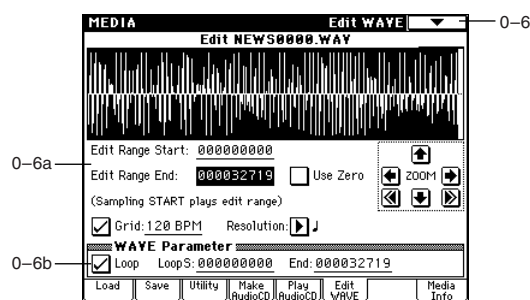 MEDIA Edit WAVE 0–6
Edit NEWS0000.WAV
Edit Range Start: 000000000
0–6a
Edit Range End: 000032719 Use Zero ZOOM
(Sampling START plays edit range)
Grid: 120 BPM Resolution:
WAVE Parameter
0–6b
Loop LoopS: 000000000 End: 000032719
Load Save Utility Make AudioCD Play AudioCD Edit WAVE Media Info